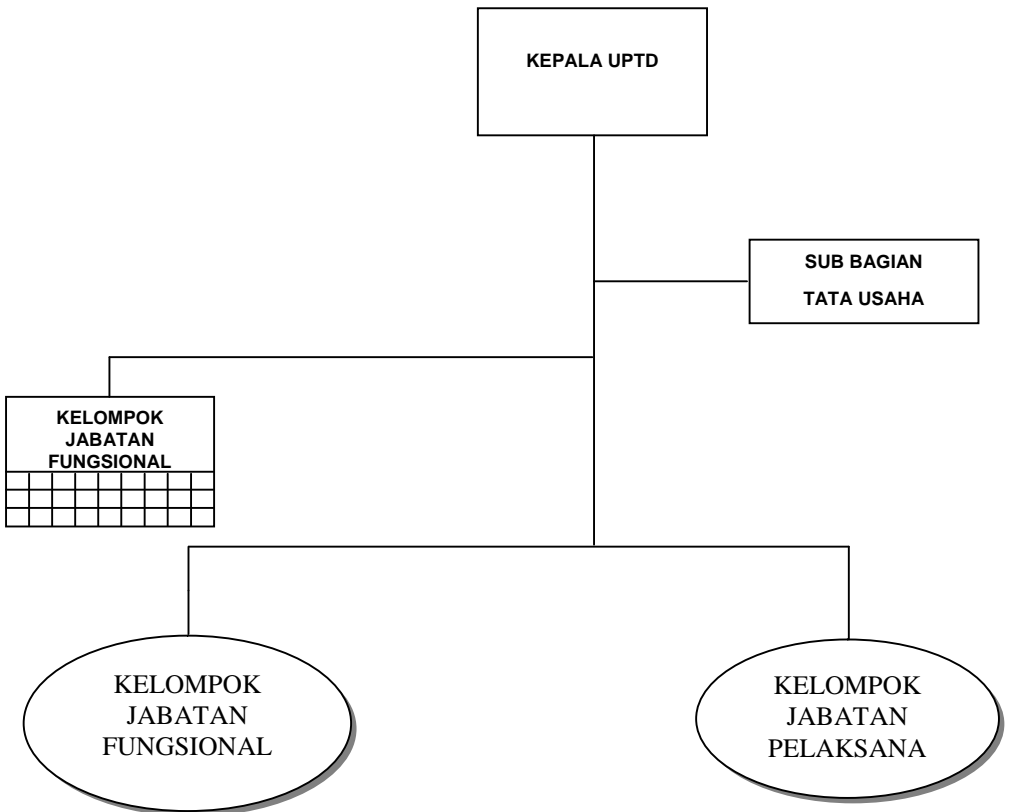 KEPALA UPTD
SUB BAGIAN
TATA USAHA
KELOMPOK
JABATAN
FUNGSIONAL
KELOMPOK
JABATAN
FUNGSIONAL
KELOMPOK
JABATAN
PELAKSANA